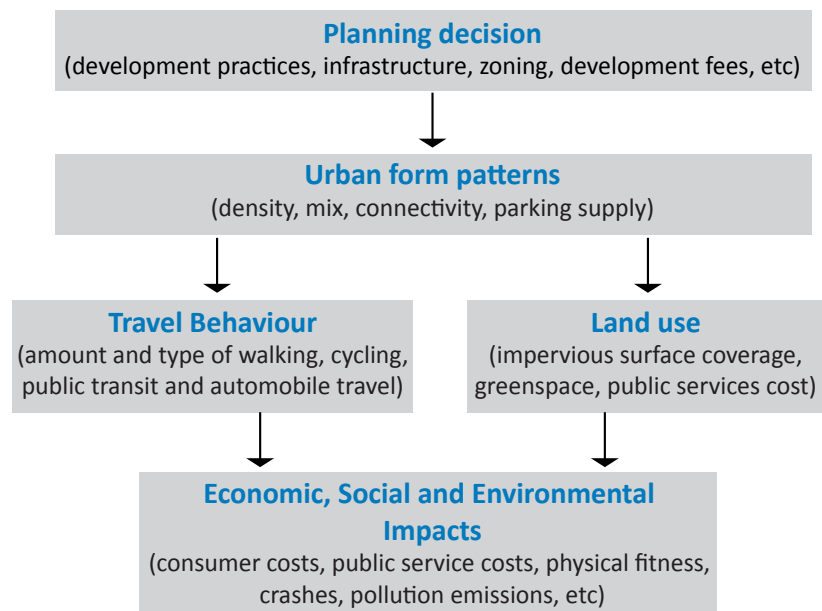 Planning decision
(development practices, infrastructure, zoning, development fees, etc)
Urban form patterns
(density, mix, connectivity, parking supply)
Travel Behaviour
(amount and type of walking, cycling,
public transit and automobile travel)
Land use
(impervious surface coverage,
greenspace, public services cost)
Economic, Social and Environmental
Impacts
(consumer costs, public service costs, physical fitness,
crashes, pollution emissions, etc)